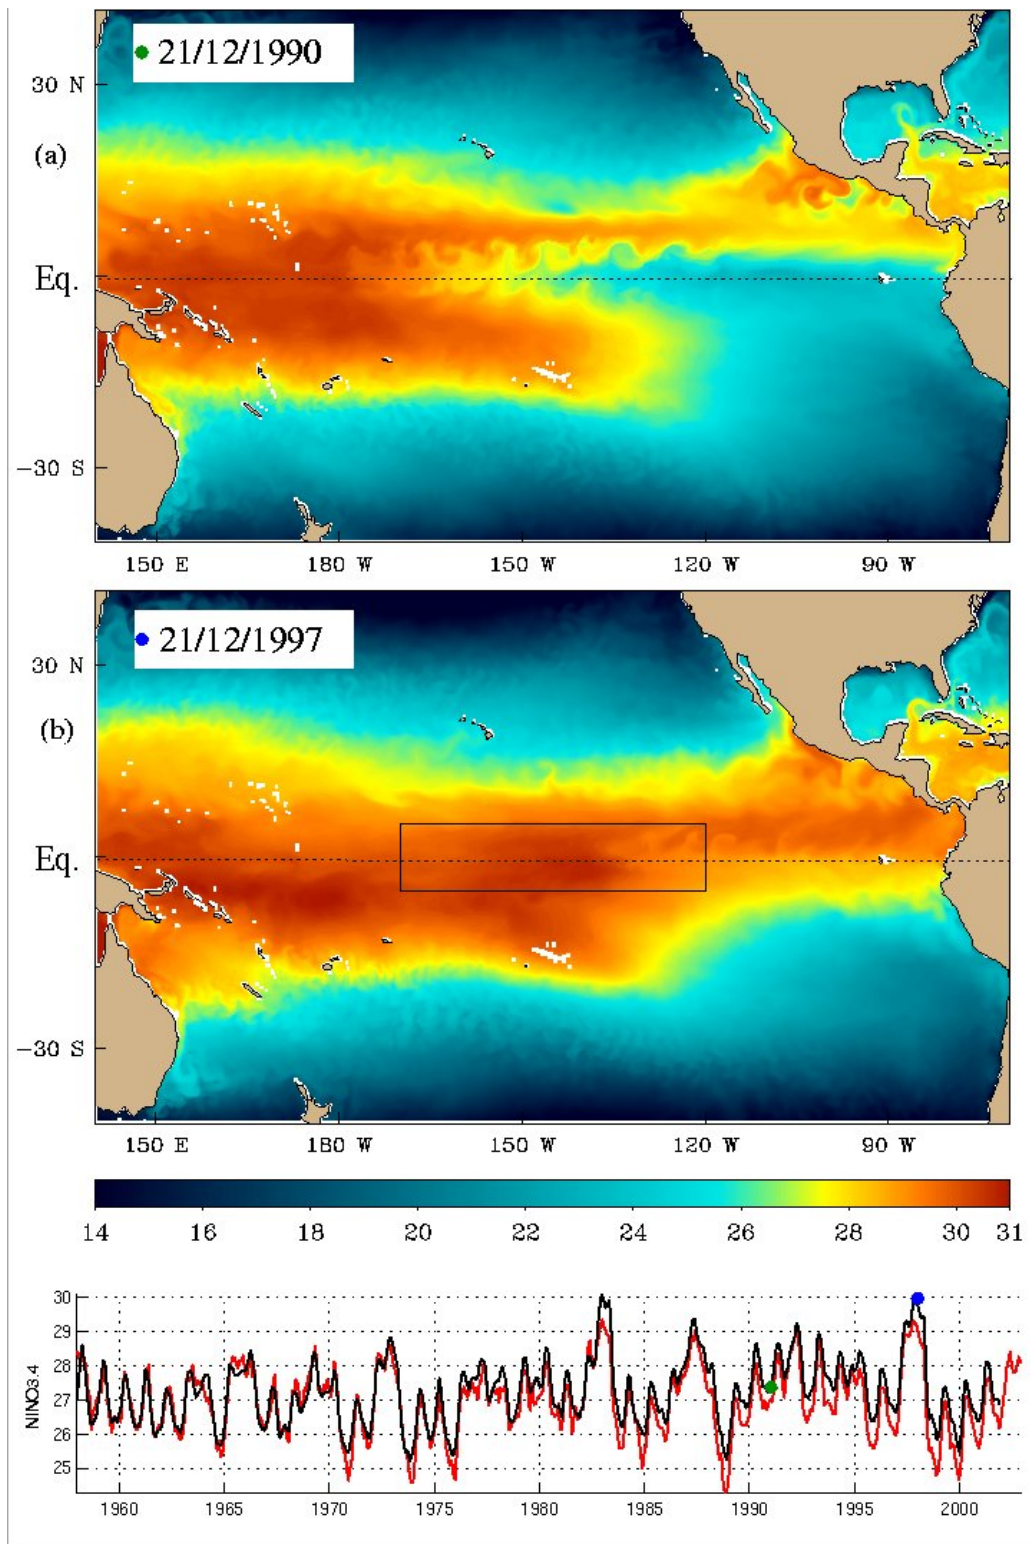 21/12/1990
30 N
(a)
Eq.
−30 S
150 E 180 W 150 W 120 W 90 W
21/12/1997
30 N
(b)
Eq.
−30 S
150 E 180 W 150 W 120 W 90 W
14 16 18 20 22 24 26 28 30 31
30
29
28
27
26
25
NINO3.4
1960 1965 1970 1975 1980 1985 1990 1995 2000